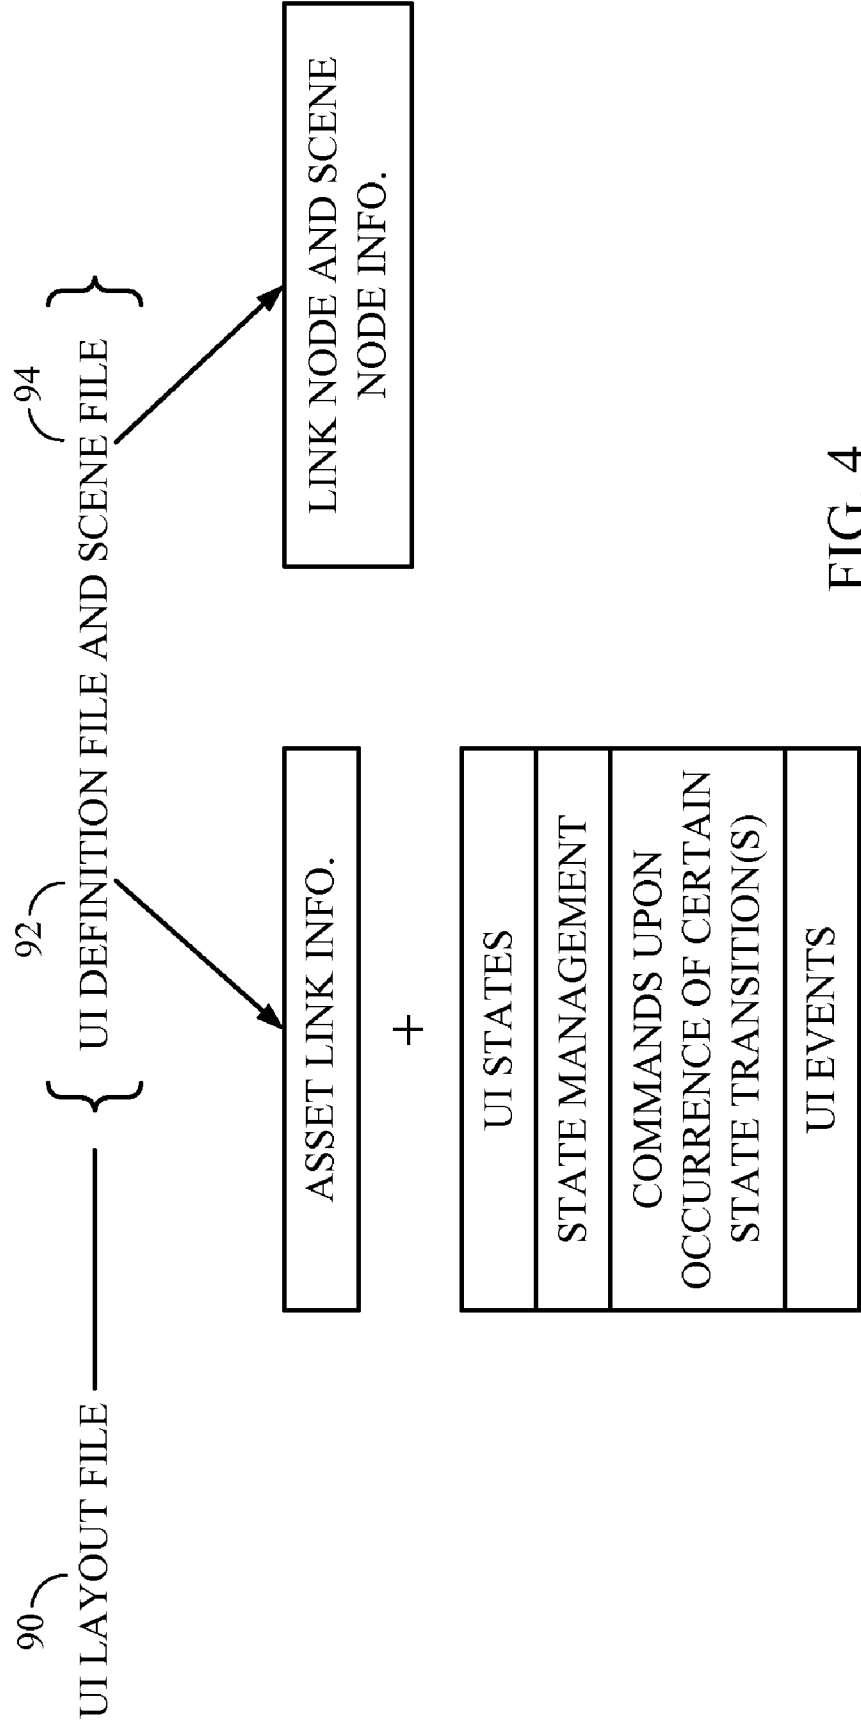 90
92
94
UI LAYOUT FILE
{UI DEFINITION FILE AND SCENE FILE}
ASSET LINK INFO.
LINK NODE AND SCENE
NODE INFO.
+
UI STATES
STATE MANAGEMENT
COMMANDS UPON
OCCURRENCE OF CERTAIN
STATE TRANSITION(S)
UI EVENTS
FIG. 4